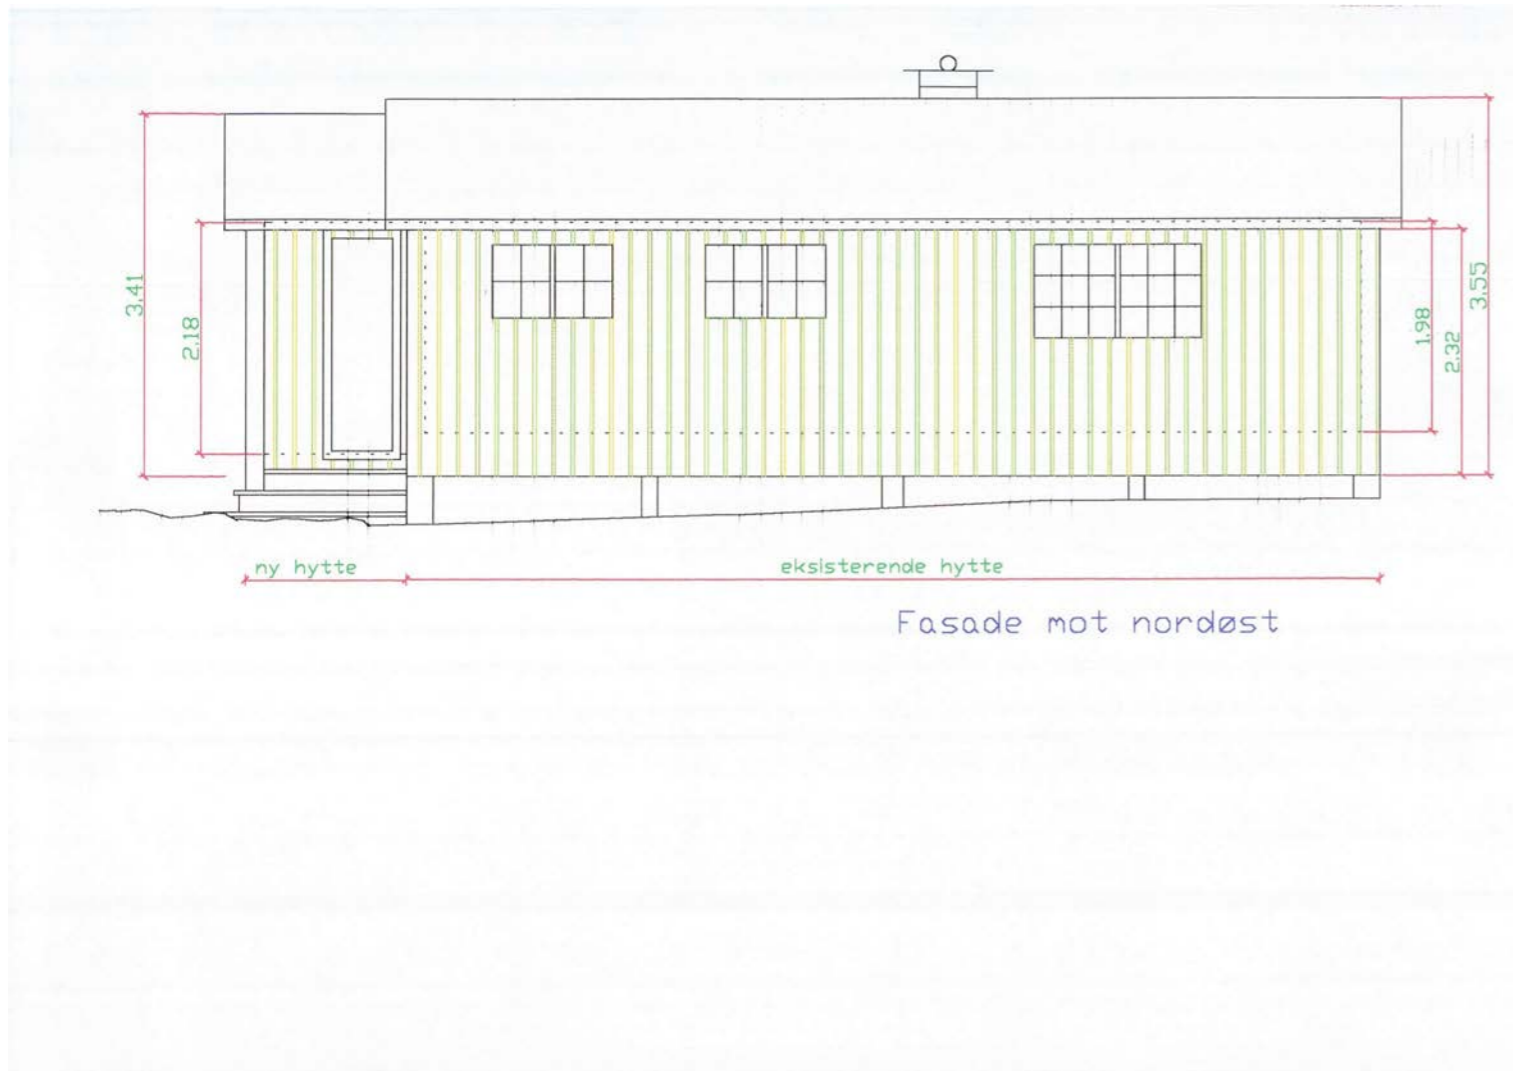 3,41
2,18
1,98
2,32
3,55
ny hytte
eksisterende hytte
Fasade mot nordøst